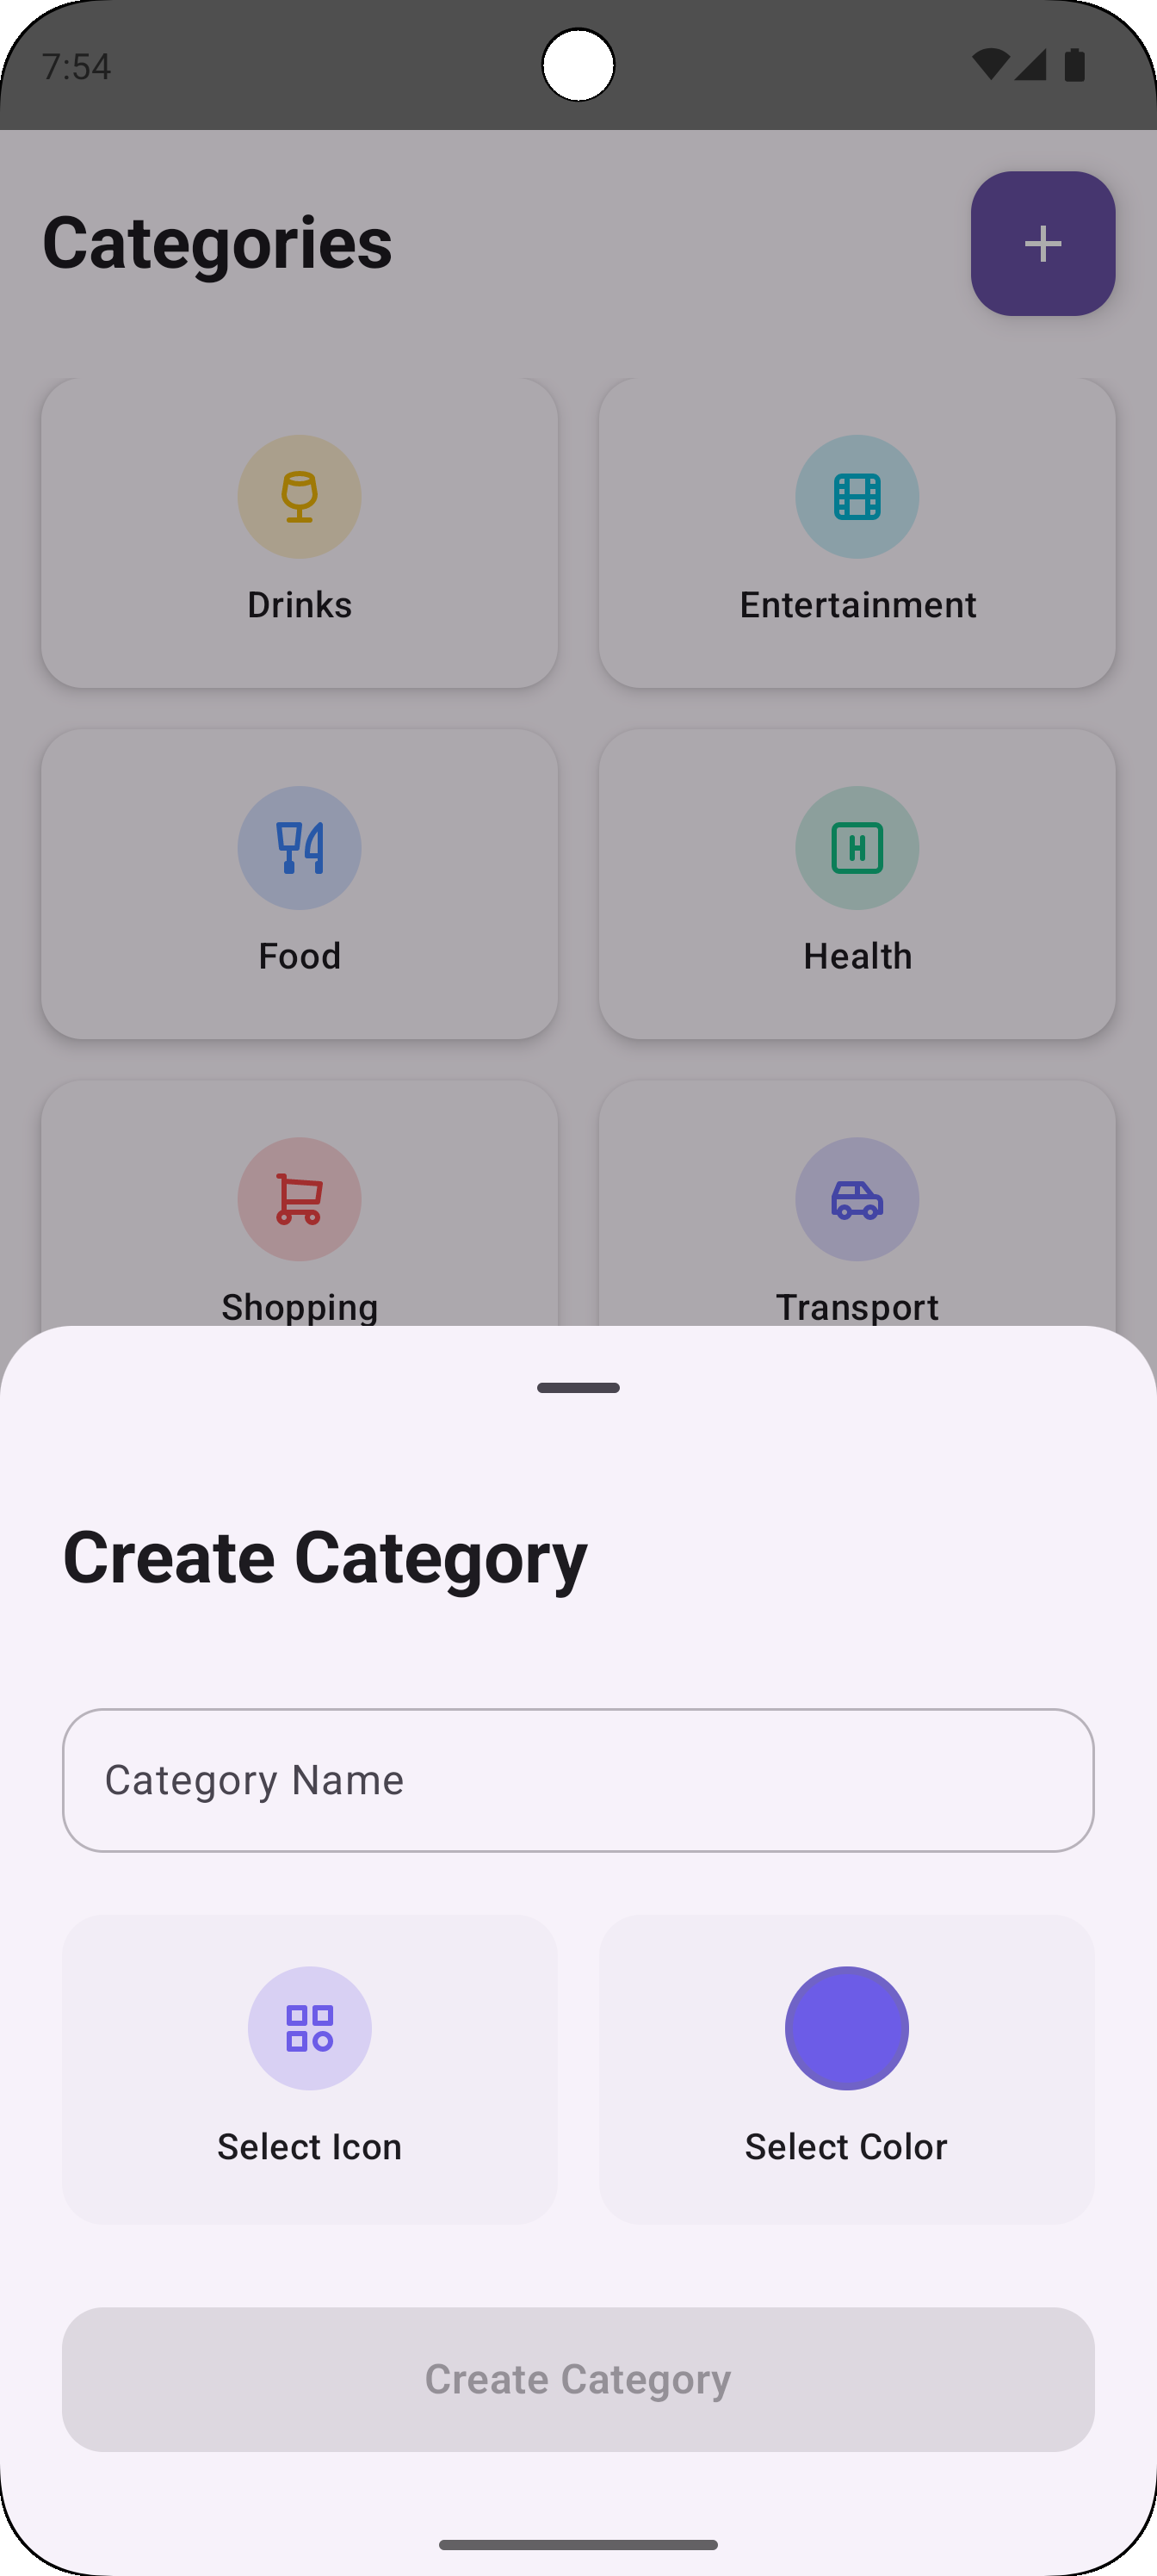 7:54
Categories
Drinks
Entertainment
Food
Health
Shopping
Transport
Create Category
Category Name
Select Icon
Select Color
Create Category